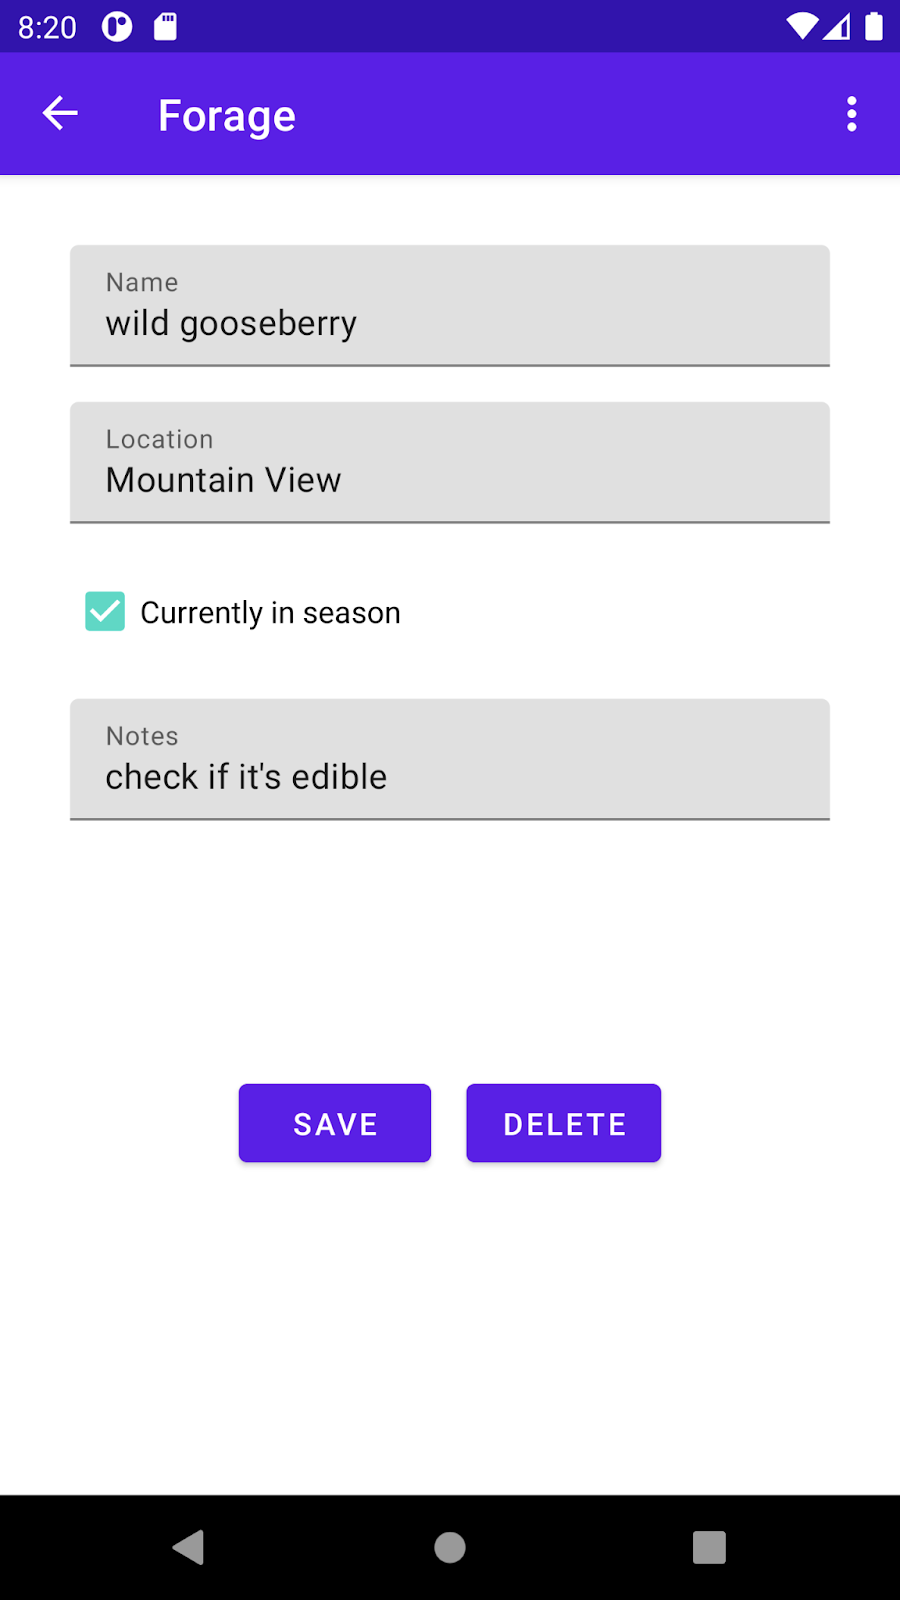 8:20
Forage
Name
wild gooseberry
Location
Mountain View
Currently in season
Notes
check if it's edible
SAVE DELETE